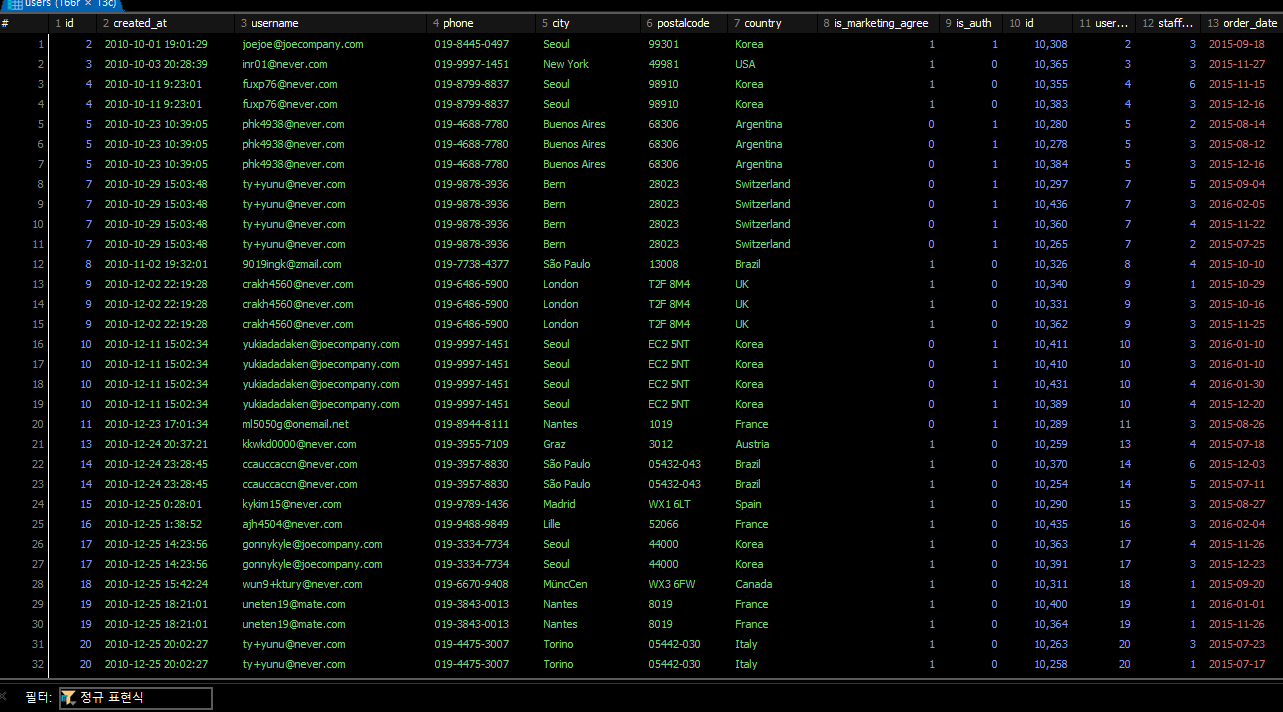 users (166r × 13c)
# 1 id 2 created_at 3 username 4 phone 5 city 6 postalcode 7 country 8 is_marketing_agree 9 is_auth 10 id 11 user... 12 staff... 13 order_date
1 2 2010-10-01 19:01:29 joejoe@joecompany.com 019-8445-0497 Seoul 99301 Korea 1 1 10,308 2 3 2015-09-18
2 3 2010-10-03 20:28:39 inr01@never.com 019-9997-1451 New York 49981 USA 1 0 10,365 3 3 2015-11-27
3 4 2010-10-11 9:23:01 fuxp76@never.com 019-8799-8837 Seoul 98910 Korea 1 0 10,355 4 6 2015-11-15
4 4 2010-10-11 9:23:01 fuxp76@never.com 019-8799-8837 Seoul 98910 Korea 1 0 10,383 4 3 2015-12-16
5 5 2010-10-23 10:39:05 phk4938@never.com 019-4688-7780 Buenos Aires 68306 Argentina 0 1 10,280 5 2 2015-08-14
6 5 2010-10-23 10:39:05 phk4938@never.com 019-4688-7780 Buenos Aires 68306 Argentina 0 1 10,278 5 3 2015-08-12
7 5 2010-10-23 10:39:05 phk4938@never.com 019-4688-7780 Buenos Aires 68306 Argentina 0 1 10,384 5 3 2015-12-16
8 7 2010-10-29 15:03:48 ty+yunu@never.com 019-9878-3936 Bern 28023 Switzerland 0 1 10,297 7 5 2015-09-04
9 7 2010-10-29 15:03:48 ty+yunu@never.com 019-9878-3936 Bern 28023 Switzerland 0 1 10,436 7 3 2016-02-05
10 7 2010-10-29 15:03:48 ty+yunu@never.com 019-9878-3936 Bern 28023 Switzerland 0 1 10,360 7 4 2015-11-22
11 7 2010-10-29 15:03:48 ty+yunu@never.com 019-9878-3936 Bern 28023 Switzerland 0 1 10,265 7 2 2015-07-25
12 8 2010-11-02 19:32:01 9019ingk@zmail.com 019-7738-4377 São Paulo 13008 Brazil 1 0 10,326 8 4 2015-10-10
13 9 2010-12-02 22:19:28 crakh4560@never.com 019-6486-5900 London T2F 8M4 UK 1 0 10,340 9 1 2015-10-29
14 9 2010-12-02 22:19:28 crakh4560@never.com 019-6486-5900 London T2F 8M4 UK 1 0 10,331 9 3 2015-10-16
15 9 2010-12-02 22:19:28 crakh4560@never.com 019-6486-5900 London T2F 8M4 UK 1 0 10,362 9 3 2015-11-25
16 10 2010-12-11 15:02:34 yukiadadaken@joecompany.com 019-9997-1451 Seoul EC2 5NT Korea 0 1 10,411 10 3 2016-01-10
17 10 2010-12-11 15:02:34 yukiadadaken@joecompany.com 019-9997-1451 Seoul EC2 5NT Korea 0 1 10,410 10 3 2016-01-10
18 10 2010-12-11 15:02:34 yukiadadaken@joecompany.com 019-9997-1451 Seoul EC2 5NT Korea 0 1 10,431 10 4 2016-01-30
19 10 2010-12-11 15:02:34 yukiadadaken@joecompany.com 019-9997-1451 Seoul EC2 5NT Korea 0 1 10,389 10 4 2015-12-20
20 11 2010-12-23 17:01:34 ml5050g@onemail.net 019-8944-8111 Nantes 1019 France 0 1 10,289 11 3 2015-08-26
21 13 2010-12-24 20:37:21 kkwkd0000@never.com 019-3955-7109 Graz 3012 Austria 1 0 10,259 13 4 2015-07-18
22 14 2010-12-24 23:28:45 ccauccaccn@never.com 019-3957-8830 São Paulo 05432-043 Brazil 1 0 10,370 14 6 2015-12-03
23 14 2010-12-24 23:28:45 ccauccaccn@never.com 019-3957-8830 São Paulo 05432-043 Brazil 1 0 10,254 14 5 2015-07-11
24 15 2010-12-25 0:28:01 kykim15@never.com 019-9789-1436 Madrid WX1 6LT Spain 1 0 10,290 15 3 2015-08-27
25 16 2010-12-25 1:38:52 ajh4504@never.com 019-9488-9849 Lille 52066 France 1 0 10,435 16 3 2016-02-04
26 17 2010-12-25 14:23:56 gonnykyle@joecompany.com 019-3334-7734 Seoul 44000 Korea 1 0 10,363 17 4 2015-11-26
27 17 2010-12-25 14:23:56 gonnykyle@joecompany.com 019-3334-7734 Seoul 44000 Korea 1 0 10,391 17 3 2015-12-23
28 18 2010-12-25 15:42:24 wun9+ktury@never.com 019-6670-9408 MüncCen WX3 6FW Canada 1 0 10,311 18 1 2015-09-20
29 19 2010-12-25 18:21:01 uneten19@mate.com 019-3843-0013 Nantes 8019 France 1 0 10,400 19 1 2016-01-01
30 19 2010-12-25 18:21:01 uneten19@mate.com 019-3843-0013 Nantes 8019 France 1 0 10,364 19 1 2015-11-26
31 20 2010-12-25 20:02:27 ty+yunu@never.com 019-4475-3007 Torino 05442-030 Italy 1 0 10,263 20 3 2015-07-23
32 20 2010-12-25 20:02:27 ty+yunu@never.com 019-4475-3007 Torino 05442-030 Italy 1 0 10,258 20 1 2015-07-17
필터: 정규 표현식